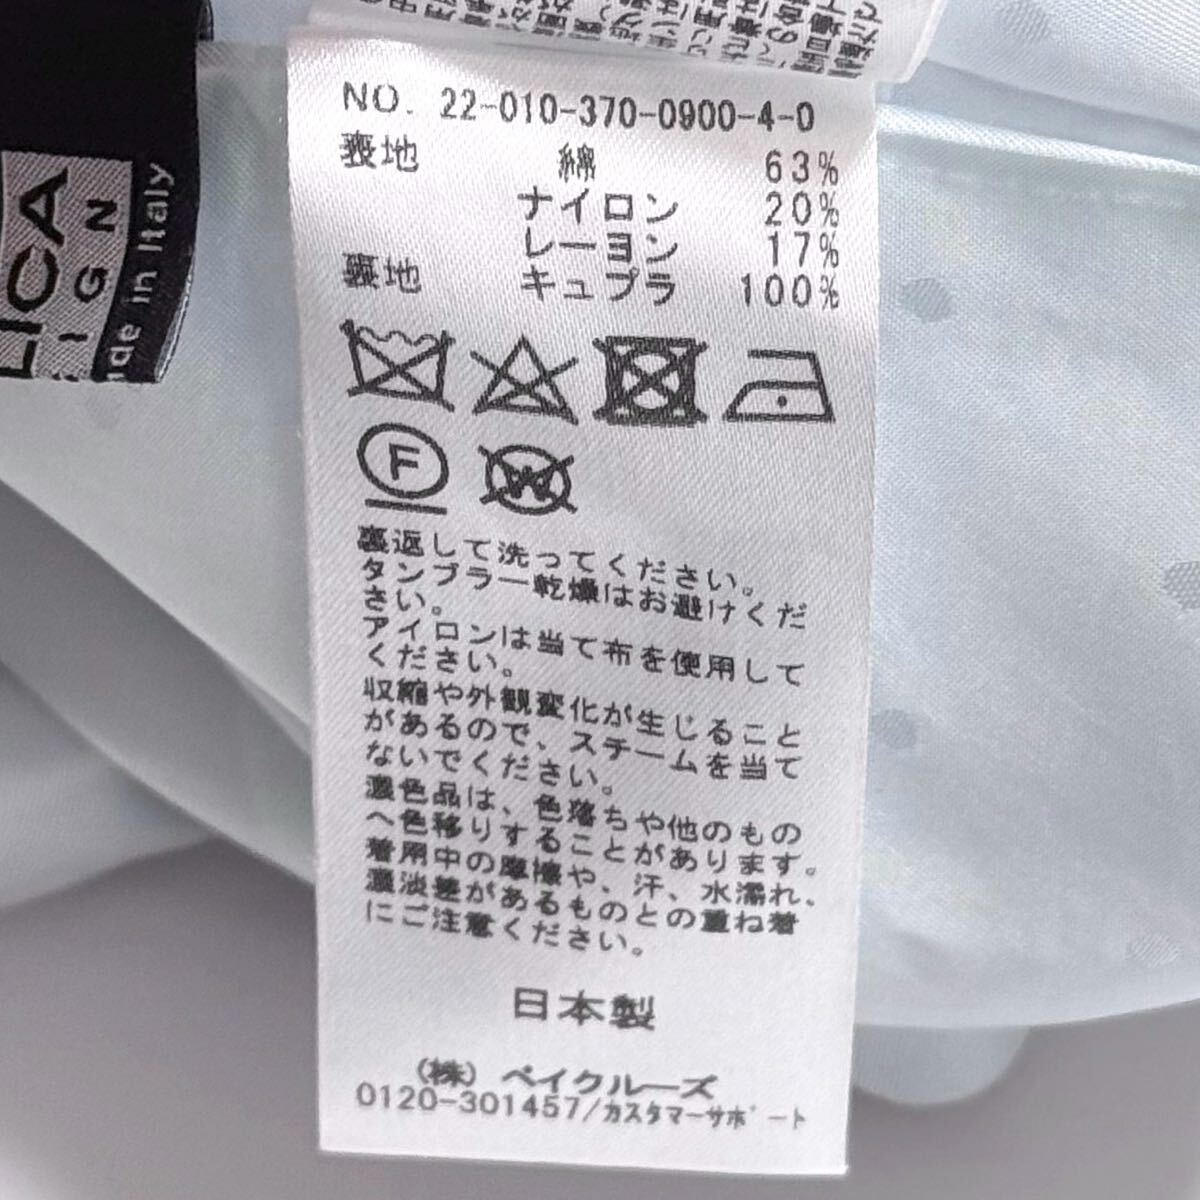 NO. 22-010-370-0900-4-0
表地 綿 63%
ナイロン 20%
レーヨン 17%
裏地 キュプラ 100%
F
W
裏返して洗ってください。
タンブラー乾燥はお避けくだ
さい。
アイロンは当て布を使用して
ください。
収縮や外観変化が生じること
があるので、スチームを当て
ないでください。
濃色品は、色落ちや他のもの
へ色移りすることがあります。
着用中の摩擦や、汗、水濡れ、
濃淡差があるものとの重ね着
にご注意ください。
日本製
(株) ベイクルーズ
0120-301457/カスタマーサポート
LICA
IGN
de in Italy